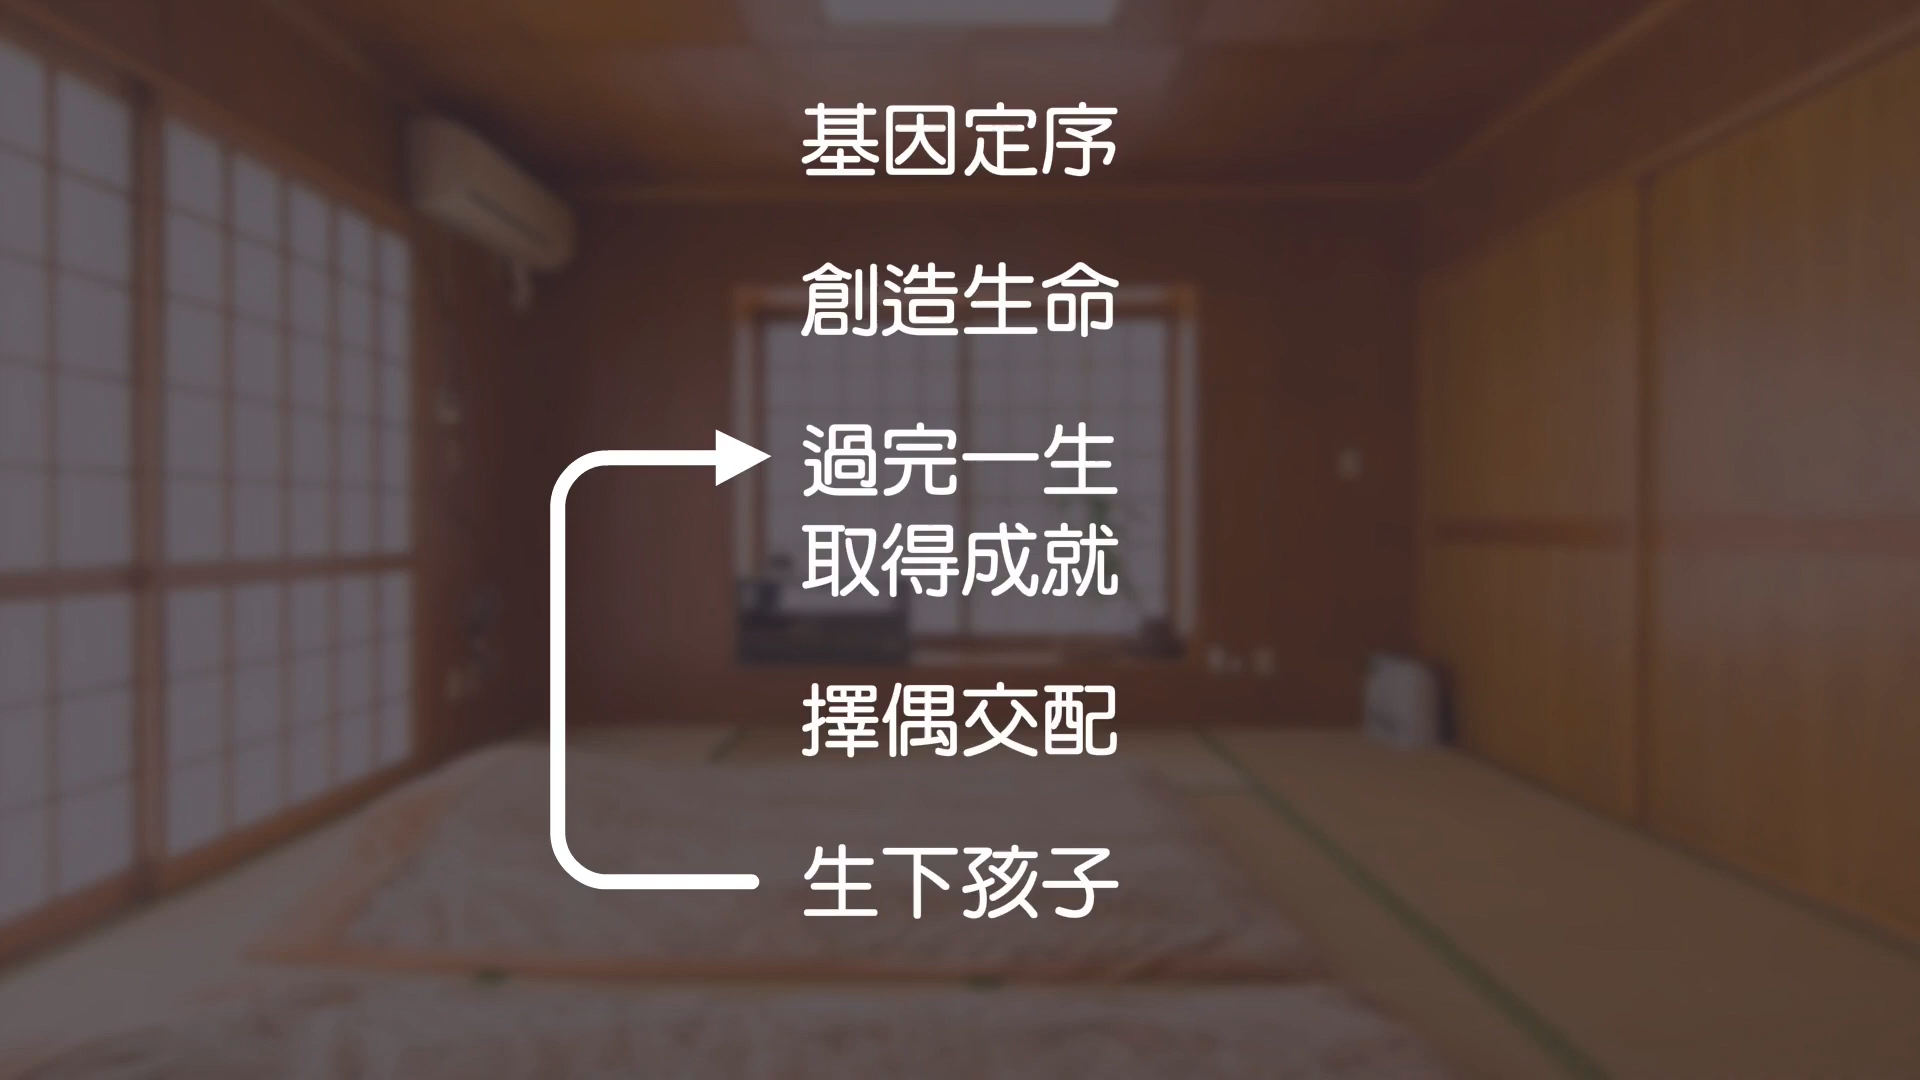 基因定序
創造生命
過完一生
取得成就
擇偶交配
生下孩子